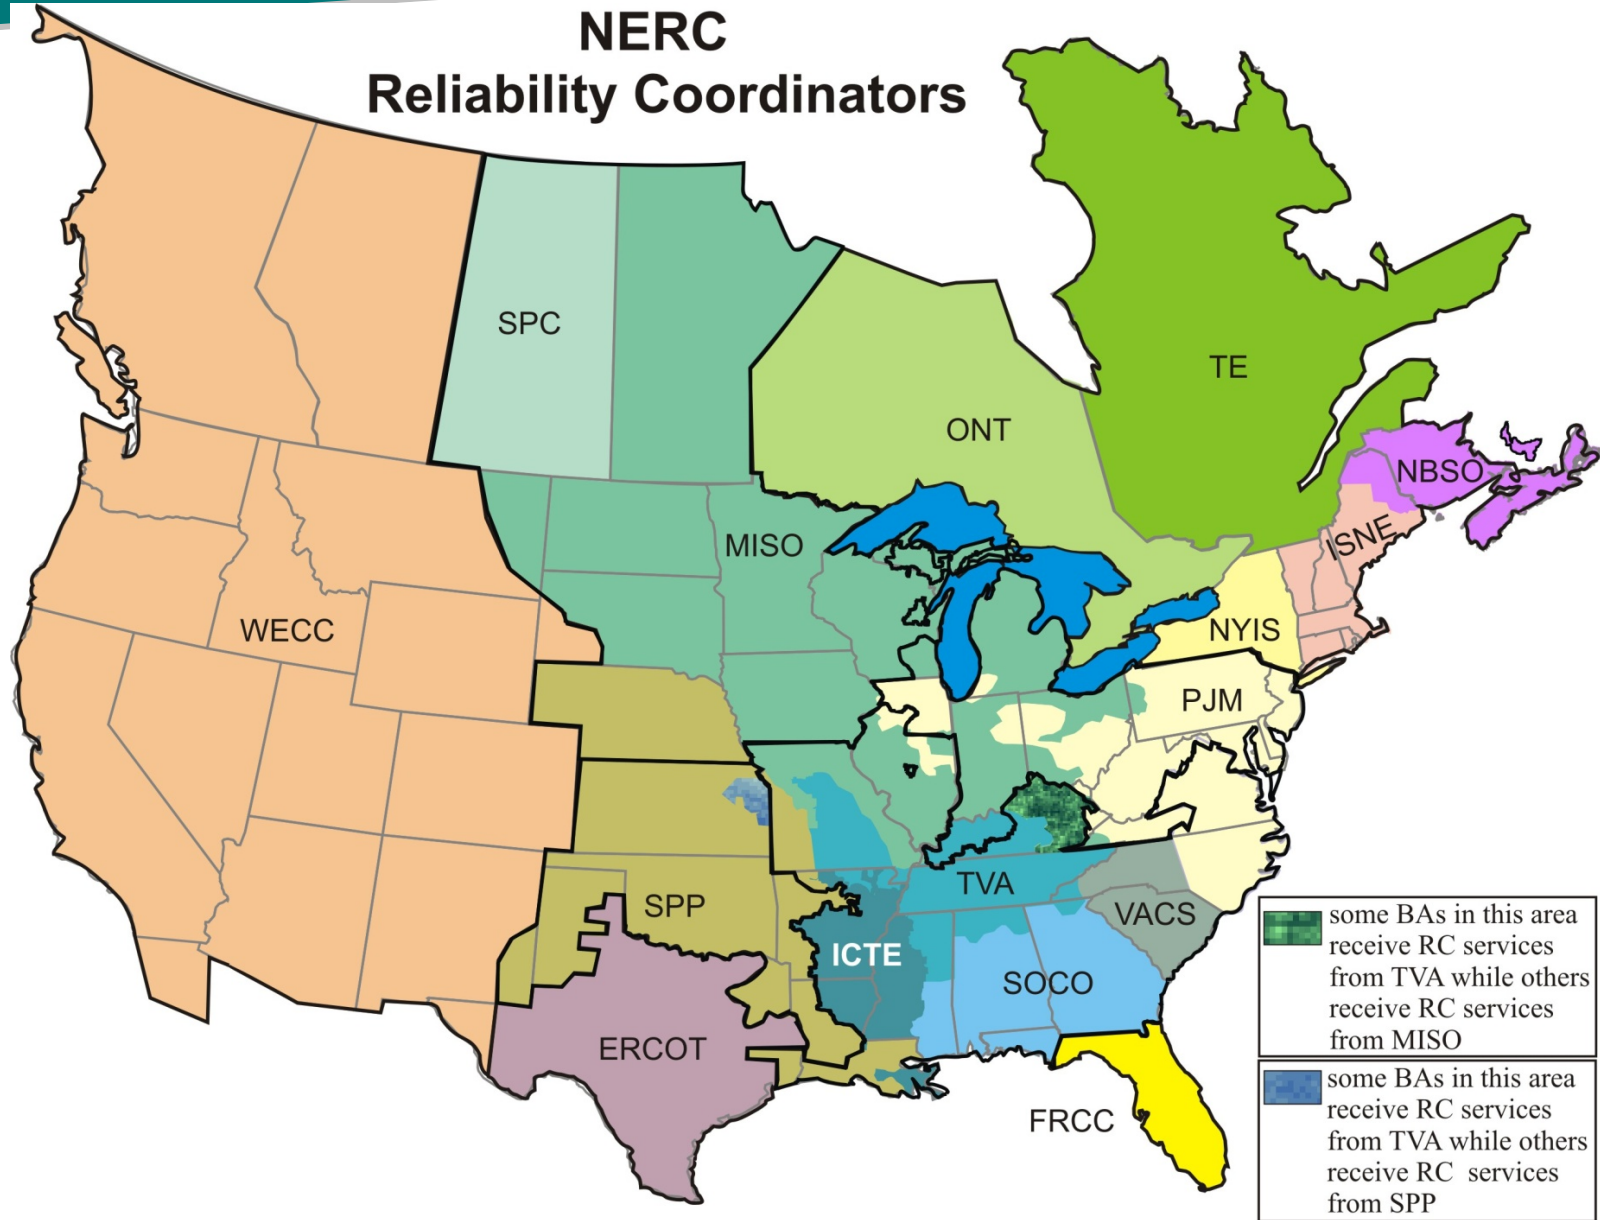 NERC
Reliability Coordinators
SPC
TE
ONT
NBSO
MISO
ISNE
WECC
NYIS
PJM
TVA
SPP
VACS
ICTE
SOCO
ERCOT
FRCC
some BAs in this area
receive RC services
from TVA while others
receive RC services
from MISO
some BAs in this area
receive RC services
from TVA while others
receive RC services
from SPP